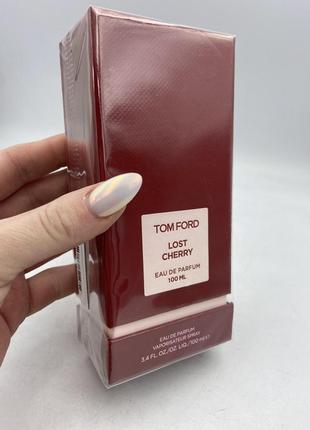 TOM FORD
LOST
CHERRY
EAU DE PARFUM
100 ML
EAU DE PARFUM
VAPORISATEUR SPRAY
3.4 FL. OZ./OZ. LIQ./100 ml ℮